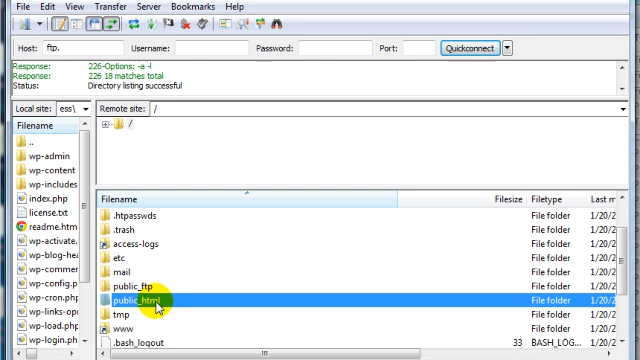 File Edit View Transfer Server Bookmarks Help
Host: ftp. Username: Password: Port: Quickconnect
Response: 226-Options: -a -l
Response: 226 18 matches total
Status: Directory listing successful
Local site: ess\ Remote site: /
/
Filename
..
wp-admin
wp-content
wp-includes
index.php
license.txt
readme.htm
wp-activate.
wp-blog-hea
wp-commer
wp-config.
wp-cron.php
wp-links-op
wp-load.php
wp-login.ph
Filename Filesize Filetype Last m
.htpasswds File folder 1/20/2
.trash File folder 1/20/2
access-logs File folder 1/20/2
etc File folder 1/20/2
mail File folder 1/20/2
public_ftp File folder 1/20/2
public_html File folder 1/20/2
tmp File folder 1/20/2
www File folder 1/20/2
.bash_logout 33 BASH_LOG... 1/20/2